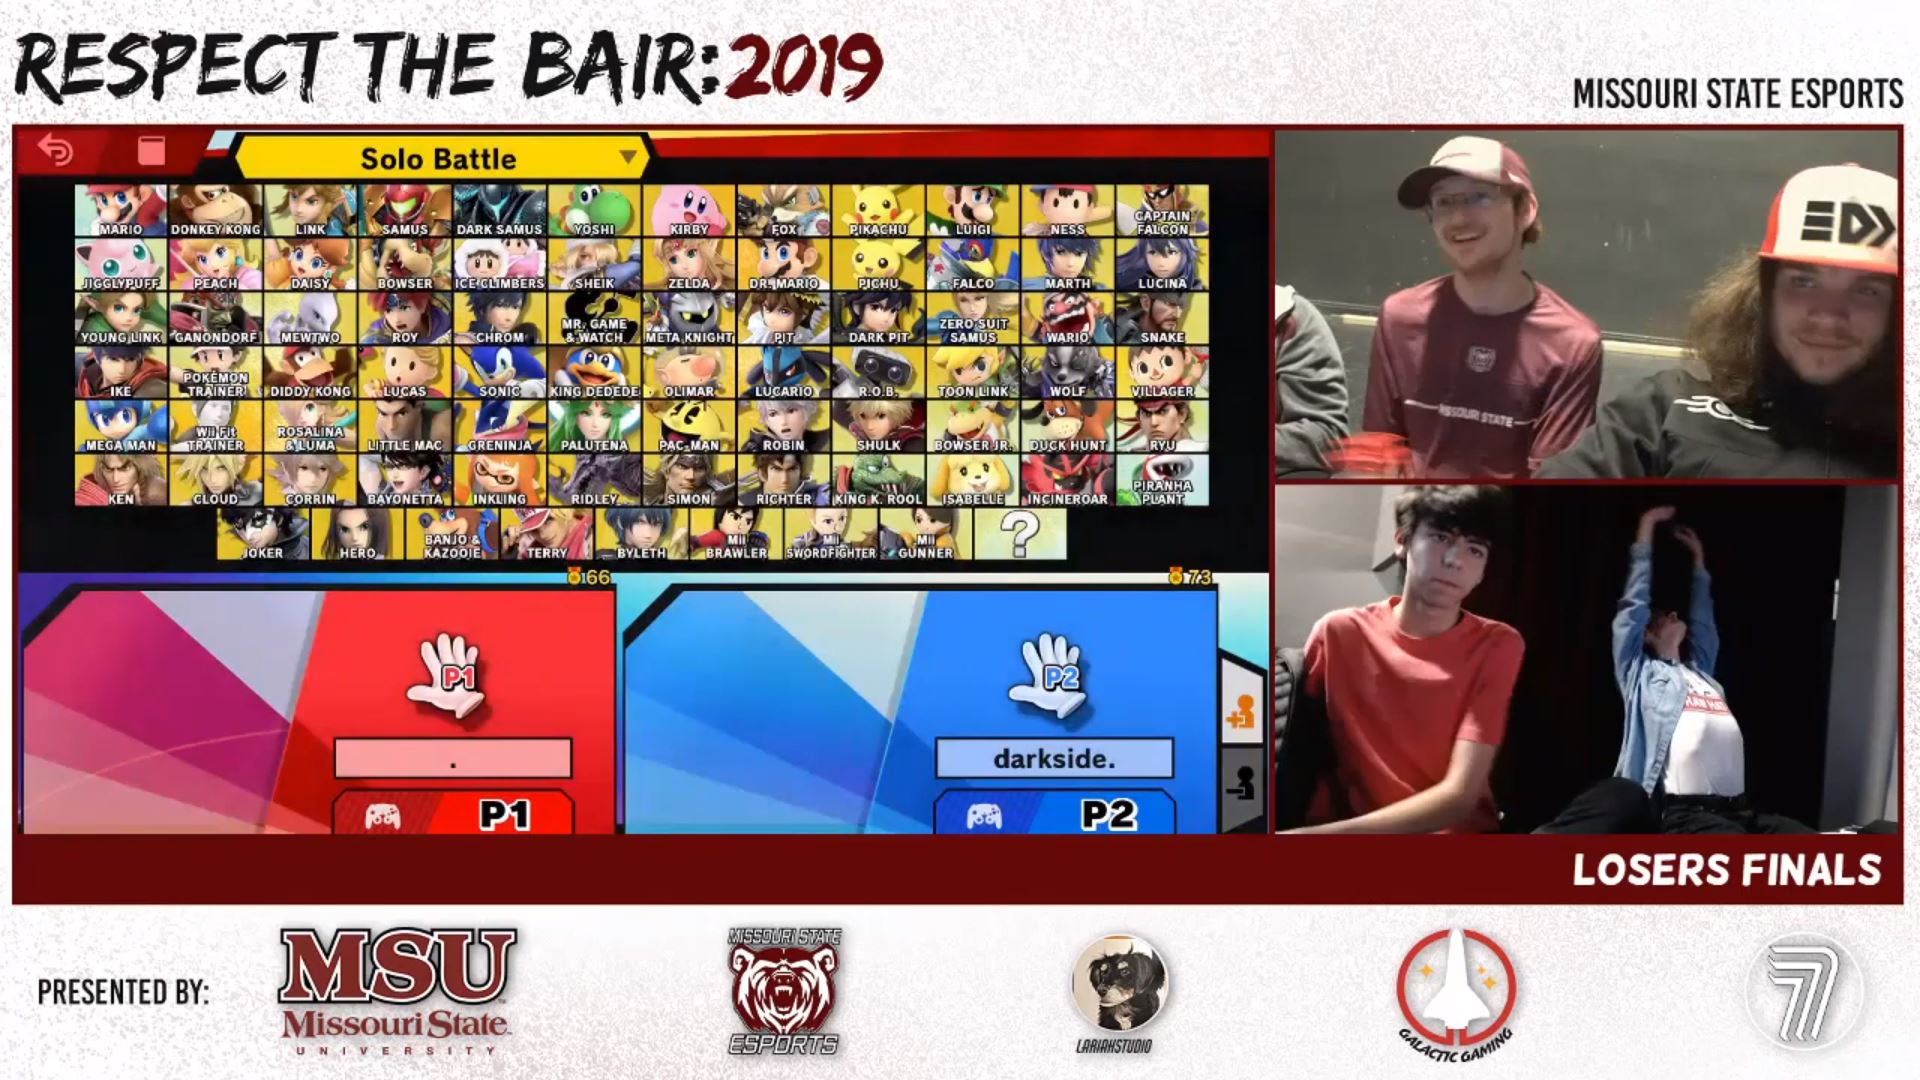 RESPECT THE BAIR:2019
MISSOURI STATE ESPORTS
Solo Battle
MARIO DONKEY KONG LINK SAMUS DARK SAMUS YOSHI KIRBY FOX PIKACHU LUIGI NESS CAPTAIN FALCON
JIGGLYPUFF PEACH DAISY BOWSER ICE CLIMBERS SHEIK ZELDA DR. MARIO PICHU FALCO MARTH LUCINA
YOUNG LINK GANONDORF MEWTWO ROY CHROM MR. GAME & WATCH META KNIGHT PIT DARK PIT ZERO SUIT SAMUS WARIO SNAKE
IKE POKÉMON TRAINER DIDDY KONG LUCAS SONIC KING DEDEDE OLIMAR LUCARIO R.O.B. TOON LINK WOLF VILLAGER
MEGA MAN Wii Fit TRAINER ROSALINA & LUMA LITTLE MAC GRENINJA PALUTENA PAC-MAN ROBIN SHULK BOWSER JR. DUCK HUNT RYU
KEN CLOUD CORRIN BAYONETTA INKLING RIDLEY SIMON RICHTER KING K. ROOL ISABELLE INCINEROAR PIRANHA PLANT
JOKER HERO BANJO & KAZOOIE TERRY BYLETH Mii BRAWLER Mii SWORDFIGHTER Mii GUNNER ?
66 73
P1 P2
. darkside.
P1 P2
MISSOURI STATE
LOSERS FINALS
PRESENTED BY:
MSU
Missouri State
UNIVERSITY
MISSOURI STATE
ESPORTS
LARIAHSTUDIO
GALACTIC GAMING
7